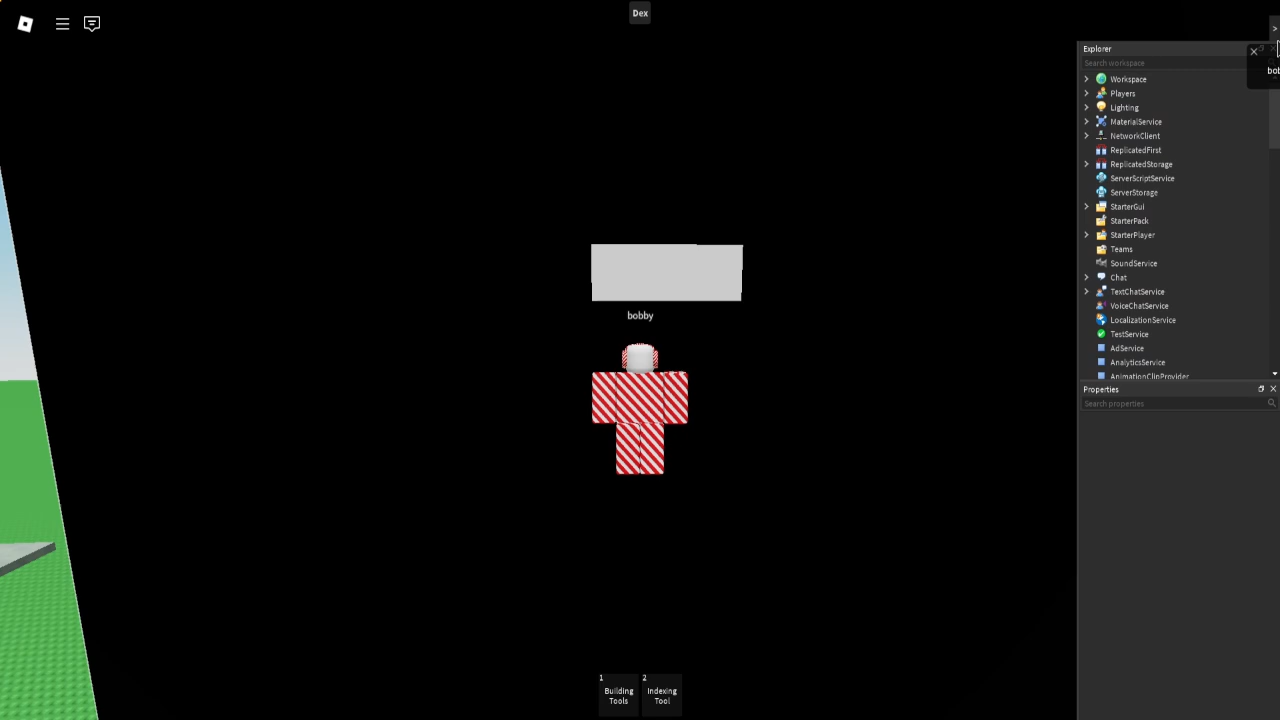 Dex
>
Explorer
Search workspace
bob
Workspace
Players
Lighting
MaterialService
NetworkClient
ReplicatedFirst
ReplicatedStorage
ServerScriptService
ServerStorage
StarterGui
StarterPack
StarterPlayer
Teams
SoundService
Chat
TextChatService
VoiceChatService
LocalizationService
TestService
AdService
AnalyticsService
AnimationClipProvider
Properties
Search properties
bobby
1
Building
Tools
2
Indexing
Tool